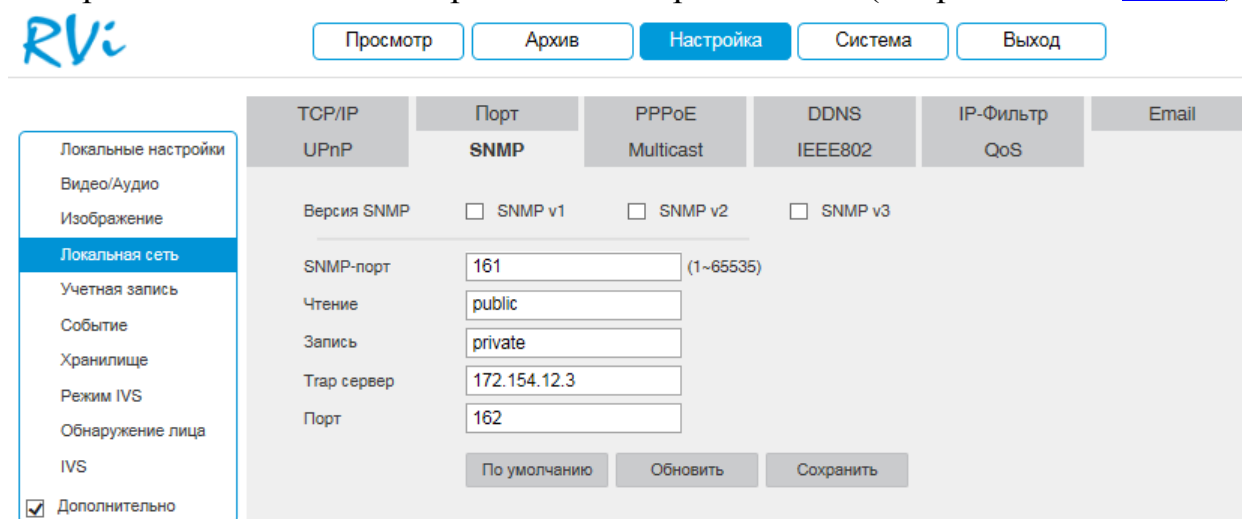 RVi
Просмотр Архив Настройка Система Выход
TCP/IP Порт PPPoE DDNS IP-Фильтр Email
UPnP SNMP Multicast IEEE802 QoS
Локальные настройки
Видео/Аудио
Изображение
Локальная сеть
Учетная запись
Событие
Хранилище
Режим IVS
Обнаружение лица
IVS
Дополнительно
Версия SNMP SNMP v1 SNMP v2 SNMP v3
SNMP-порт 161 (1~65535)
Чтение public
Запись private
Trap сервер 172.154.12.3
Порт 162
По умолчанию Обновить Сохранить